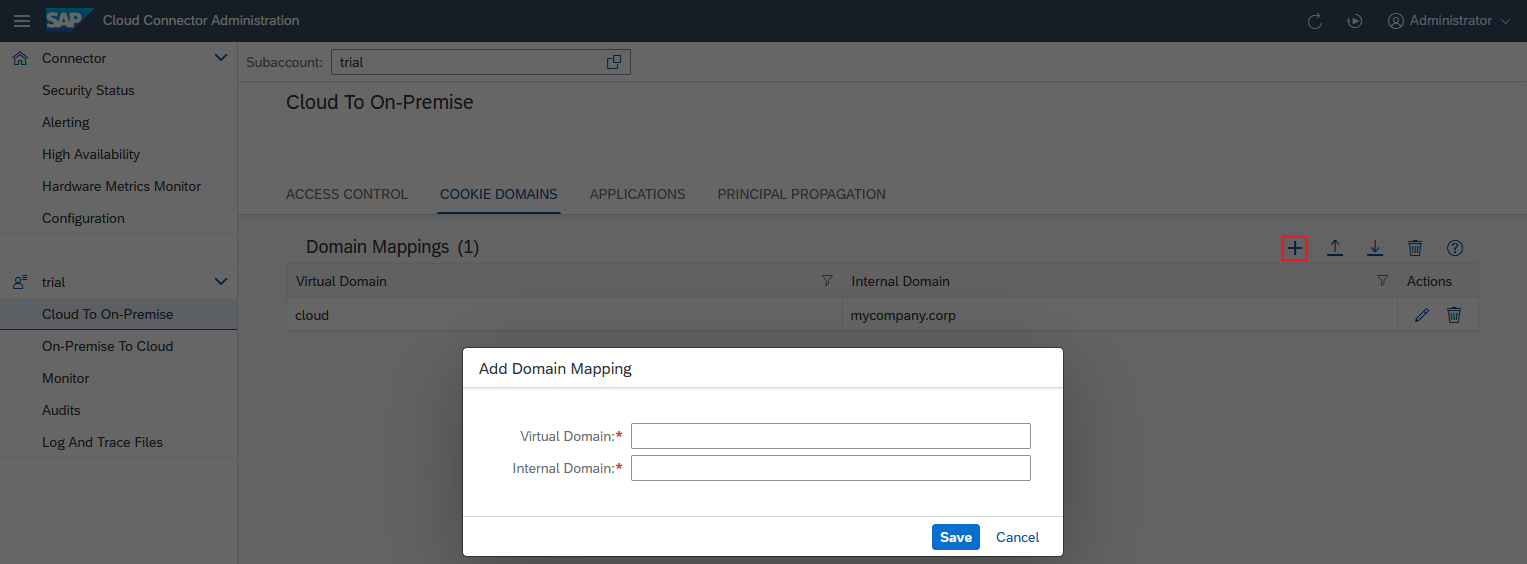 SAP Cloud Connector Administration
Administrator
Connector
Security Status
Alerting
High Availability
Hardware Metrics Monitor
Configuration
trial
Cloud To On-Premise
On-Premise To Cloud
Monitor
Audits
Log And Trace Files
Subaccount: trial
Cloud To On-Premise
ACCESS CONTROL COOKIE DOMAINS APPLICATIONS PRINCIPAL PROPAGATION
Domain Mappings (1)
Virtual Domain Internal Domain Actions
cloud mycompany.corp
Add Domain Mapping
Virtual Domain:*
Internal Domain:*
Save Cancel